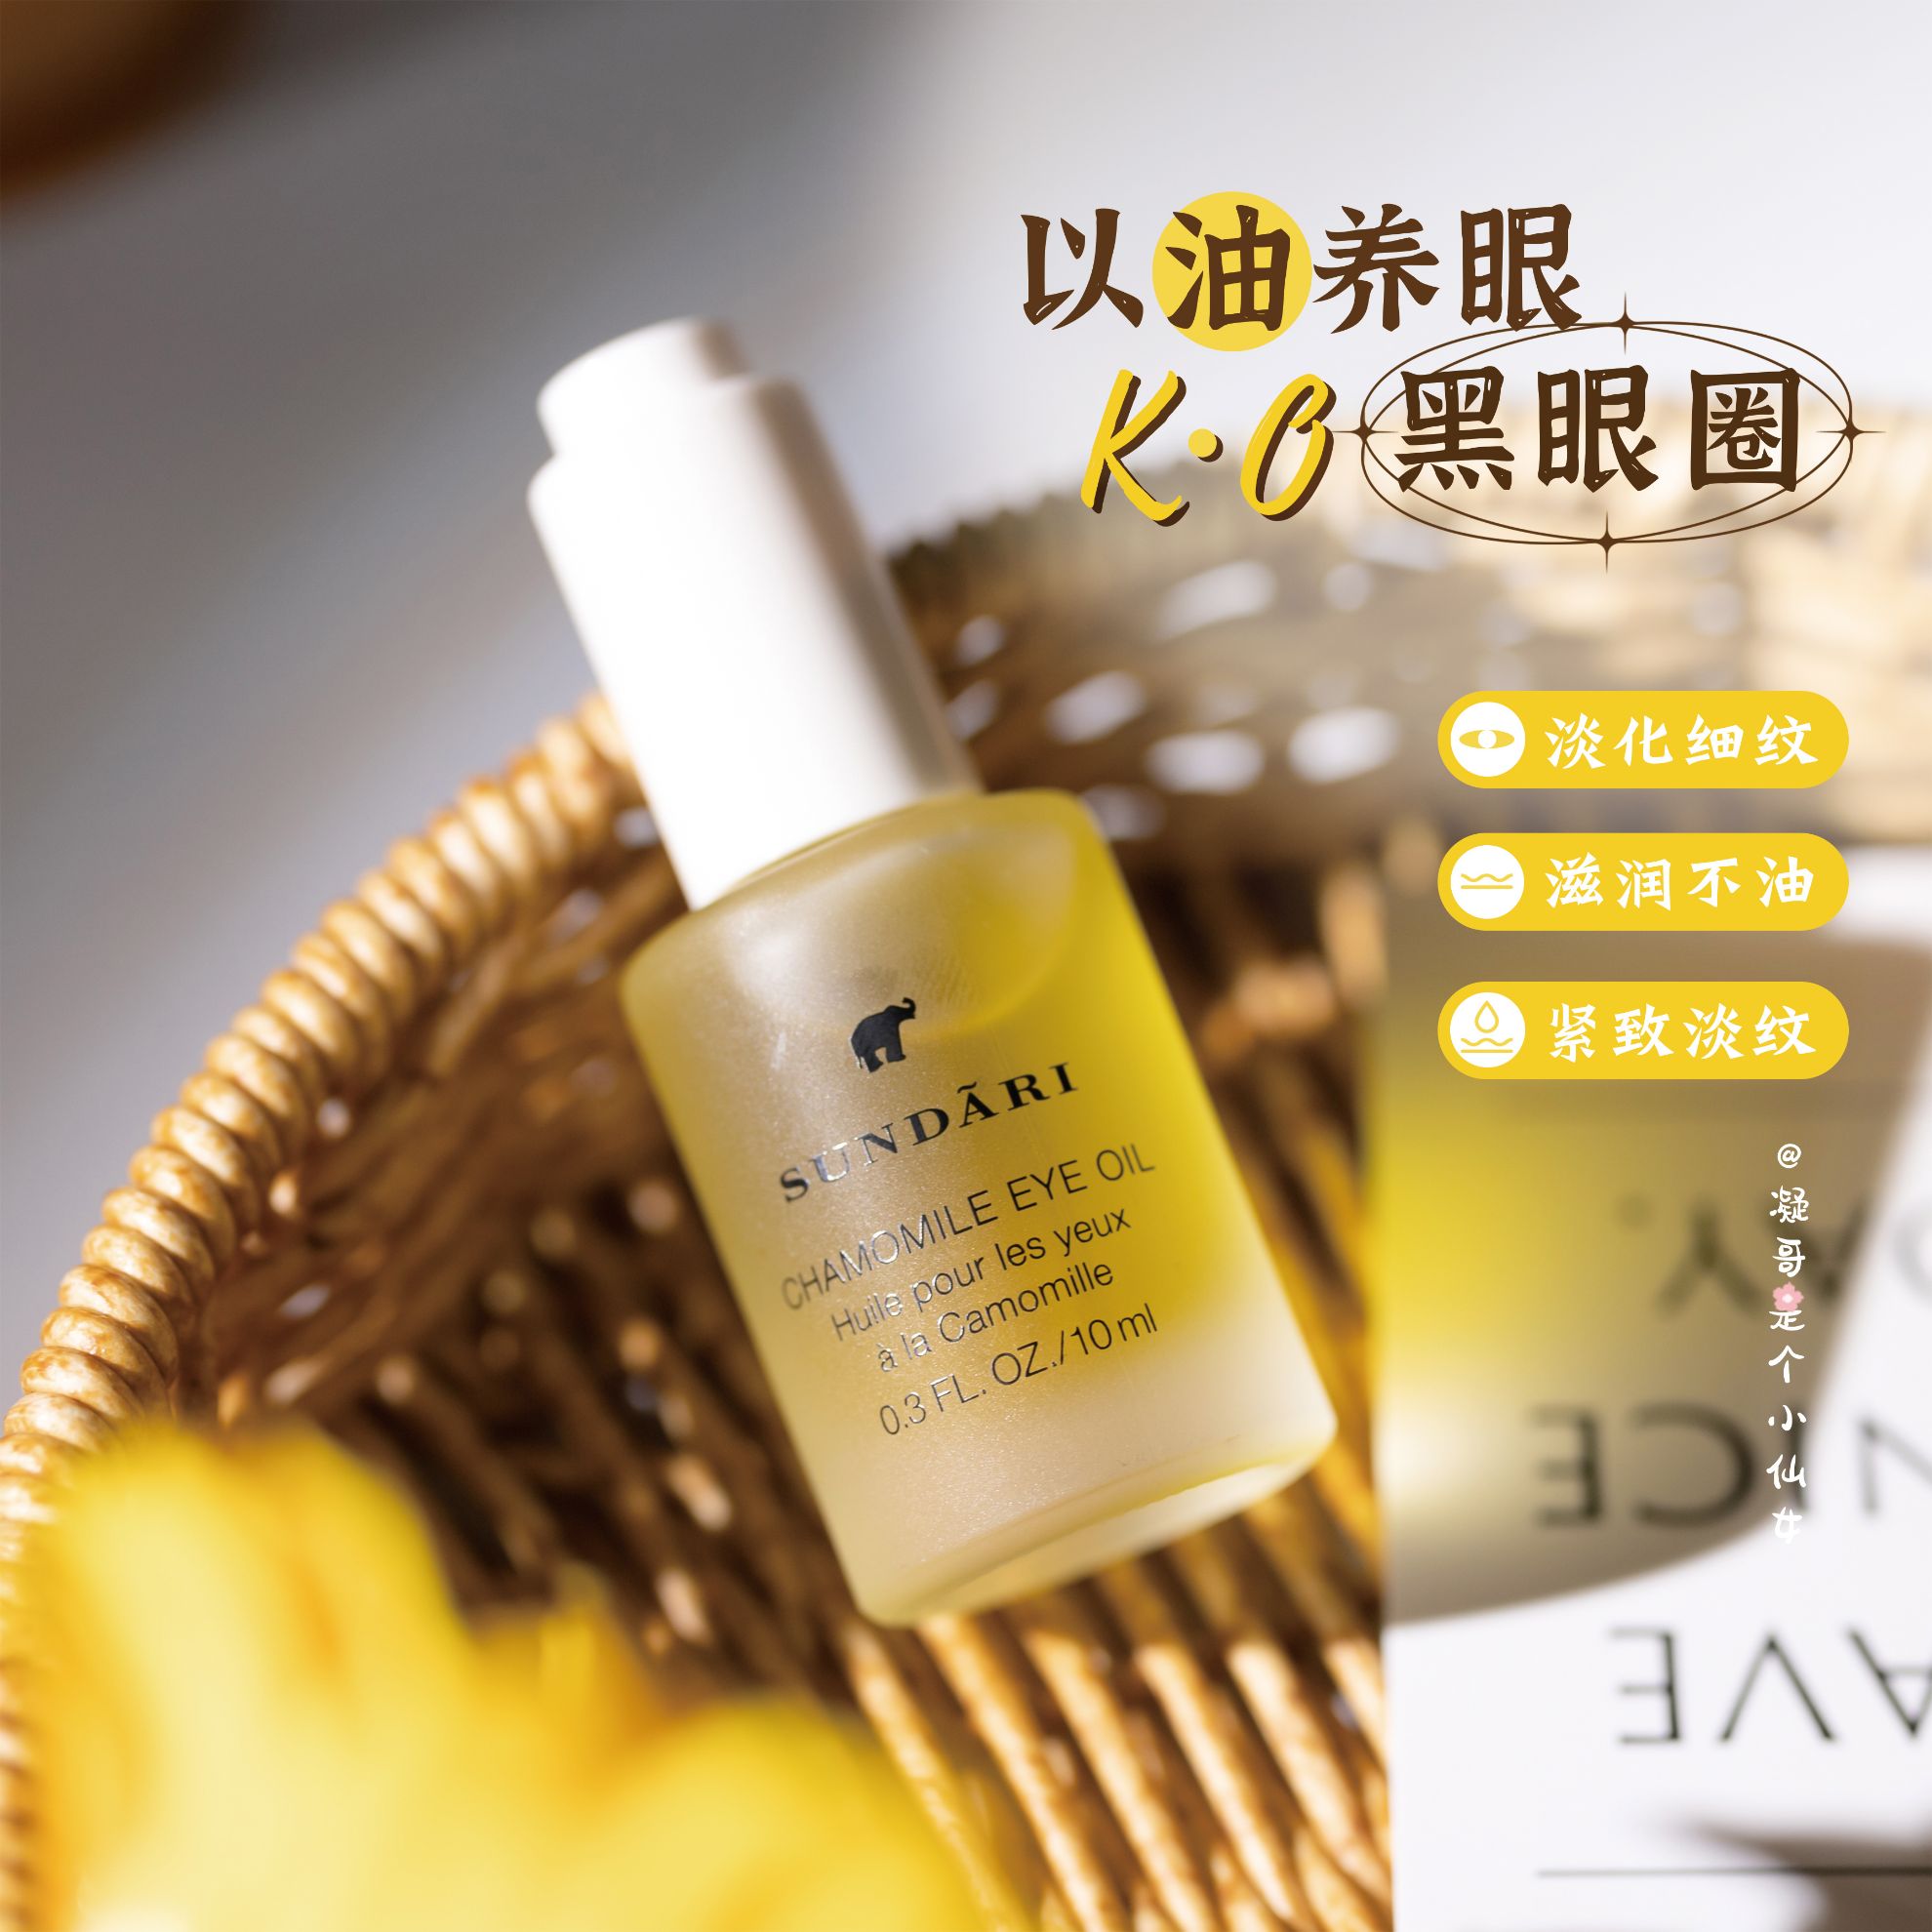 以油养眼
K·O 黑眼圈
淡化细纹
滋润不油
紧致淡纹
@凝哥是个小仙女
SUNDÃRI
CHAMOMILE EYE OIL
Huile pour les yeux
à la Camomille
0.3 FL. OZ./10 ml